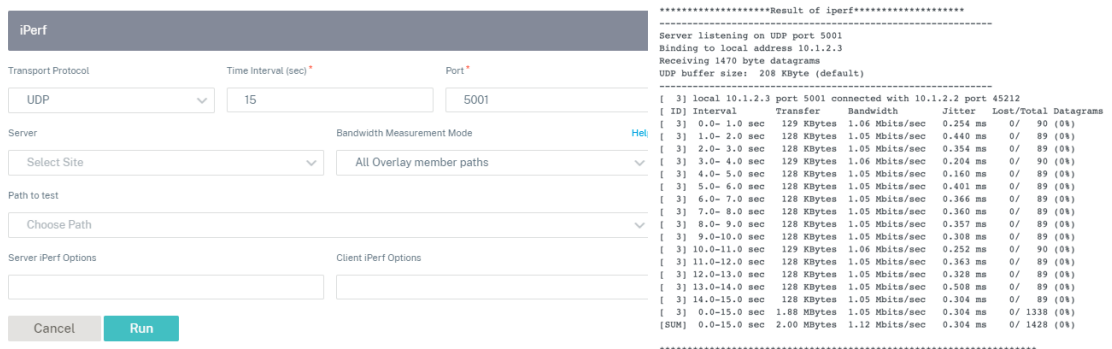 iPerf
Transport Protocol
Time Interval (sec) *
Port *
UDP
15
5001
Server
Bandwidth Measurement Mode
Help
Select Site
All Overlay member paths
Path to test
Choose Path
Server iPerf Options
Client iPerf Options
Cancel
Run
********************Result of iperf********************
------------------------------------------------------------
Server listening on UDP port 5001
Binding to local address 10.1.2.3
Receiving 1470 byte datagrams
UDP buffer size:  208 KByte (default)
------------------------------------------------------------
[  3] local 10.1.2.3 port 5001 connected with 10.1.2.2 port 45212
[ ID] Interval       Transfer     Bandwidth        Jitter   Lost/Total Datagrams
[  3]  0.0- 1.0 sec   129 KBytes  1.06 Mbits/sec   0.254 ms    0/   90 (0%)
[  3]  1.0- 2.0 sec   128 KBytes  1.05 Mbits/sec   0.440 ms    0/   89 (0%)
[  3]  2.0- 3.0 sec   128 KBytes  1.05 Mbits/sec   0.354 ms    0/   89 (0%)
[  3]  3.0- 4.0 sec   129 KBytes  1.06 Mbits/sec   0.204 ms    0/   90 (0%)
[  3]  4.0- 5.0 sec   128 KBytes  1.05 Mbits/sec   0.160 ms    0/   89 (0%)
[  3]  5.0- 6.0 sec   128 KBytes  1.05 Mbits/sec   0.401 ms    0/   89 (0%)
[  3]  6.0- 7.0 sec   128 KBytes  1.05 Mbits/sec   0.366 ms    0/   89 (0%)
[  3]  7.0- 8.0 sec   128 KBytes  1.05 Mbits/sec   0.360 ms    0/   89 (0%)
[  3]  8.0- 9.0 sec   128 KBytes  1.05 Mbits/sec   0.357 ms    0/   89 (0%)
[  3]  9.0-10.0 sec   128 KBytes  1.05 Mbits/sec   0.308 ms    0/   89 (0%)
[  3] 10.0-11.0 sec   129 KBytes  1.06 Mbits/sec   0.252 ms    0/   90 (0%)
[  3] 11.0-12.0 sec   128 KBytes  1.05 Mbits/sec   0.363 ms    0/   89 (0%)
[  3] 12.0-13.0 sec   128 KBytes  1.05 Mbits/sec   0.328 ms    0/   89 (0%)
[  3] 13.0-14.0 sec   128 KBytes  1.05 Mbits/sec   0.508 ms    0/   89 (0%)
[  3] 14.0-15.0 sec   128 KBytes  1.05 Mbits/sec   0.304 ms    0/   89 (0%)
[  3]  0.0-15.0 sec  1.88 MBytes  1.05 Mbits/sec   0.304 ms    0/ 1338 (0%)
[SUM]  0.0-15.0 sec  2.00 MBytes  1.12 Mbits/sec   0.304 ms    0/ 1428 (0%)
********************************************************************